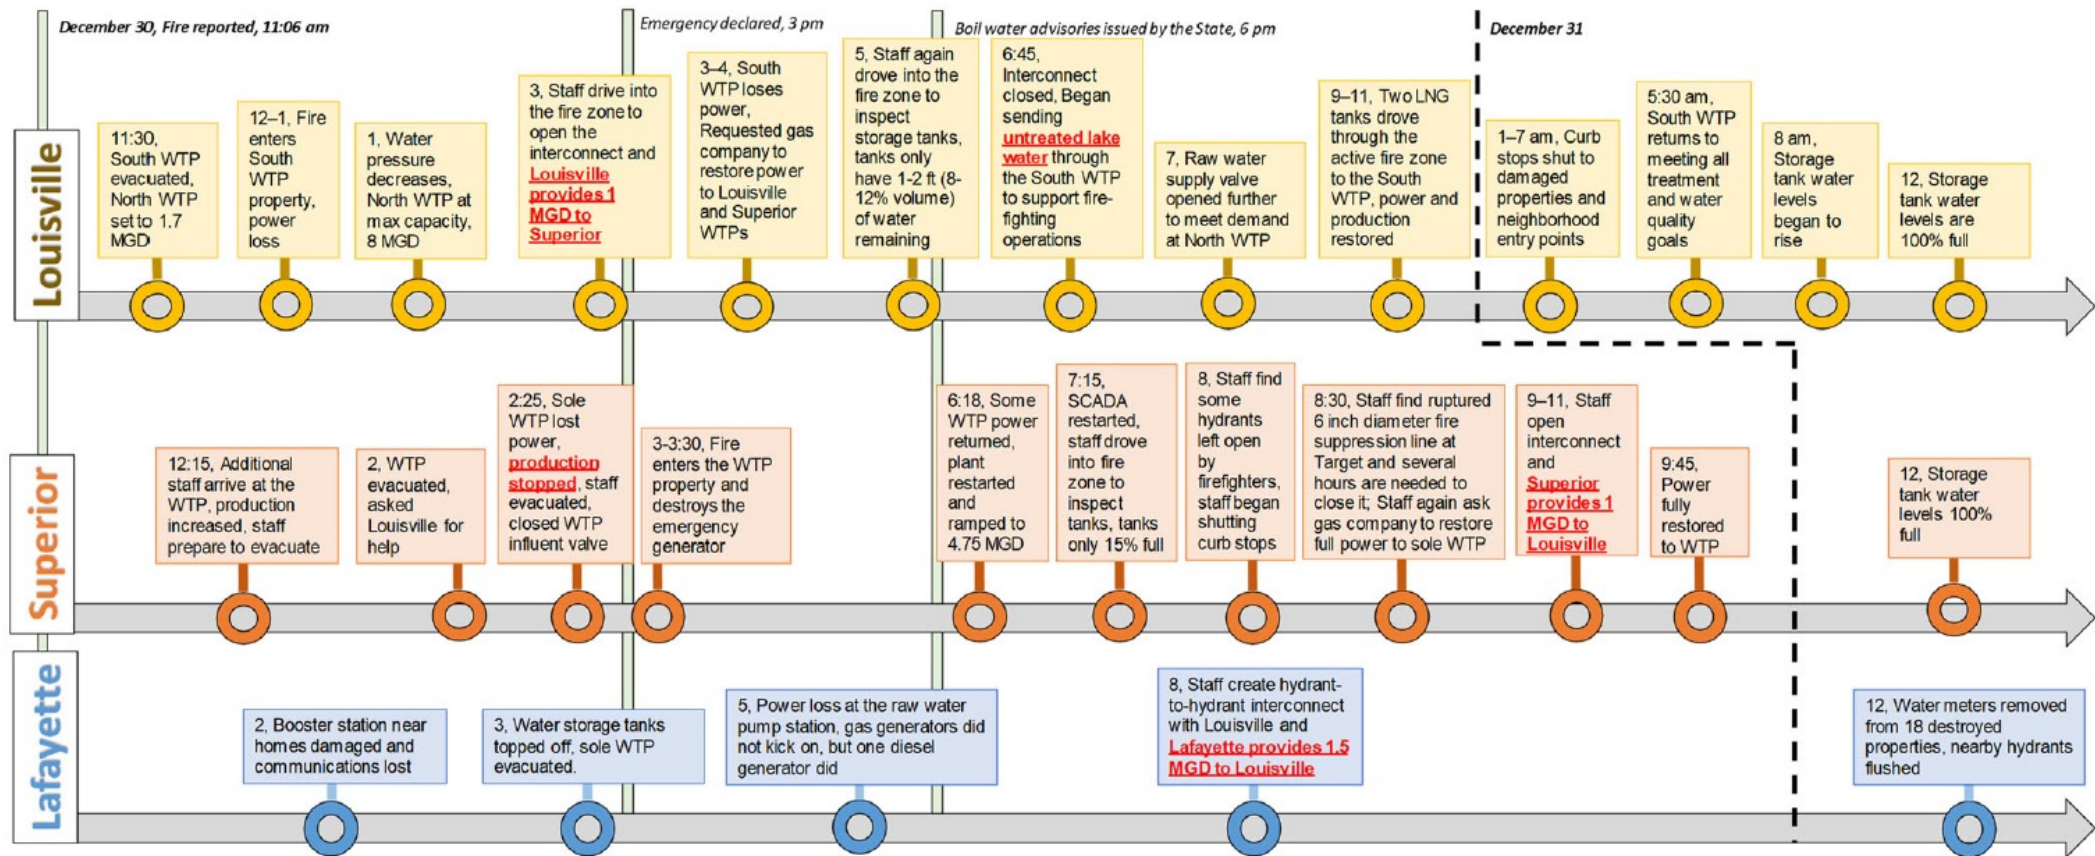 December 30, Fire reported, 11:06 am
Emergency declared, 3 pm
Boil water advisories issued by the State, 6 pm
December 31
Louisville
11:30,
South WTP
evacuated,
North WTP
set to 1.7
MGD
12–1, Fire
enters
South
WTP
property,
power
loss
1, Water
pressure
decreases,
North WTP at
max capacity,
8 MGD
3, Staff drive into
the fire zone to
open the
interconnect and
Louisville
provides 1
MGD to
Superior
3–4, South
WTP loses
power,
Requested gas
company to
restore power
to Louisville
and Superior
WTPs
5, Staff again
drove into the
fire zone to
inspect
storage tanks,
tanks only
have 1-2 ft (8-
12% volume)
of water
remaining
6:45,
Interconnect
closed, Began
sending
untreated lake
water through
the South WTP
to support fire-
fighting
operations
7, Raw water
supply valve
opened further
to meet demand
at North WTP
9–11, Two LNG
tanks drove
through the
active fire zone
to the South
WTP, power and
production
restored
1–7 am, Curb
stops shut to
damaged
properties and
neighborhood
entry points
5:30 am,
South WTP
returns to
meeting all
treatment
and water
quality
goals
8 am,
Storage
tank water
levels
began to
rise
12, Storage
tank water
levels are
100% full
Superior
12:15, Additional
staff arrive at the
WTP, production
increased, staff
prepare to evacuate
2, WTP
evacuated,
asked
Louisville for
help
2:25, Sole
WTP lost
power,
production
stopped, staff
evacuated,
closed WTP
influent valve
3-3:30, Fire
enters the WTP
property and
destroys the
emergency
generator
6:18, Some
WTP power
returned,
plant
restarted
and
ramped to
4.75 MGD
7:15,
SCADA
restarted,
staff drove
into fire
zone to
inspect
tanks, tanks
only 15% full
8, Staff find
some
hydrants
left open
by
firefighters,
staff began
shutting
curb stops
8:30, Staff find ruptured
6 inch diameter fire
suppression line at
Target and several
hours are needed to
close it; Staff again ask
gas company to restore
full power to sole WTP
9–11, Staff
open
interconnect
and
Superior
provides 1
MGD to
Louisville
9:45,
Power
fully
restored
to WTP
12, Storage
tank water
levels 100%
full
Lafayette
2, Booster station near
homes damaged and
communications lost
3, Water storage tanks
topped off, sole WTP
evacuated.
5, Power loss at the raw water
pump station, gas generators did
not kick on, but one diesel
generator did
8, Staff create hydrant-
to-hydrant interconnect
with Louisville and
Lafayette provides 1.5
MGD to Louisville
12, Water meters removed
from 18 destroyed
properties, nearby hydrants
flushed